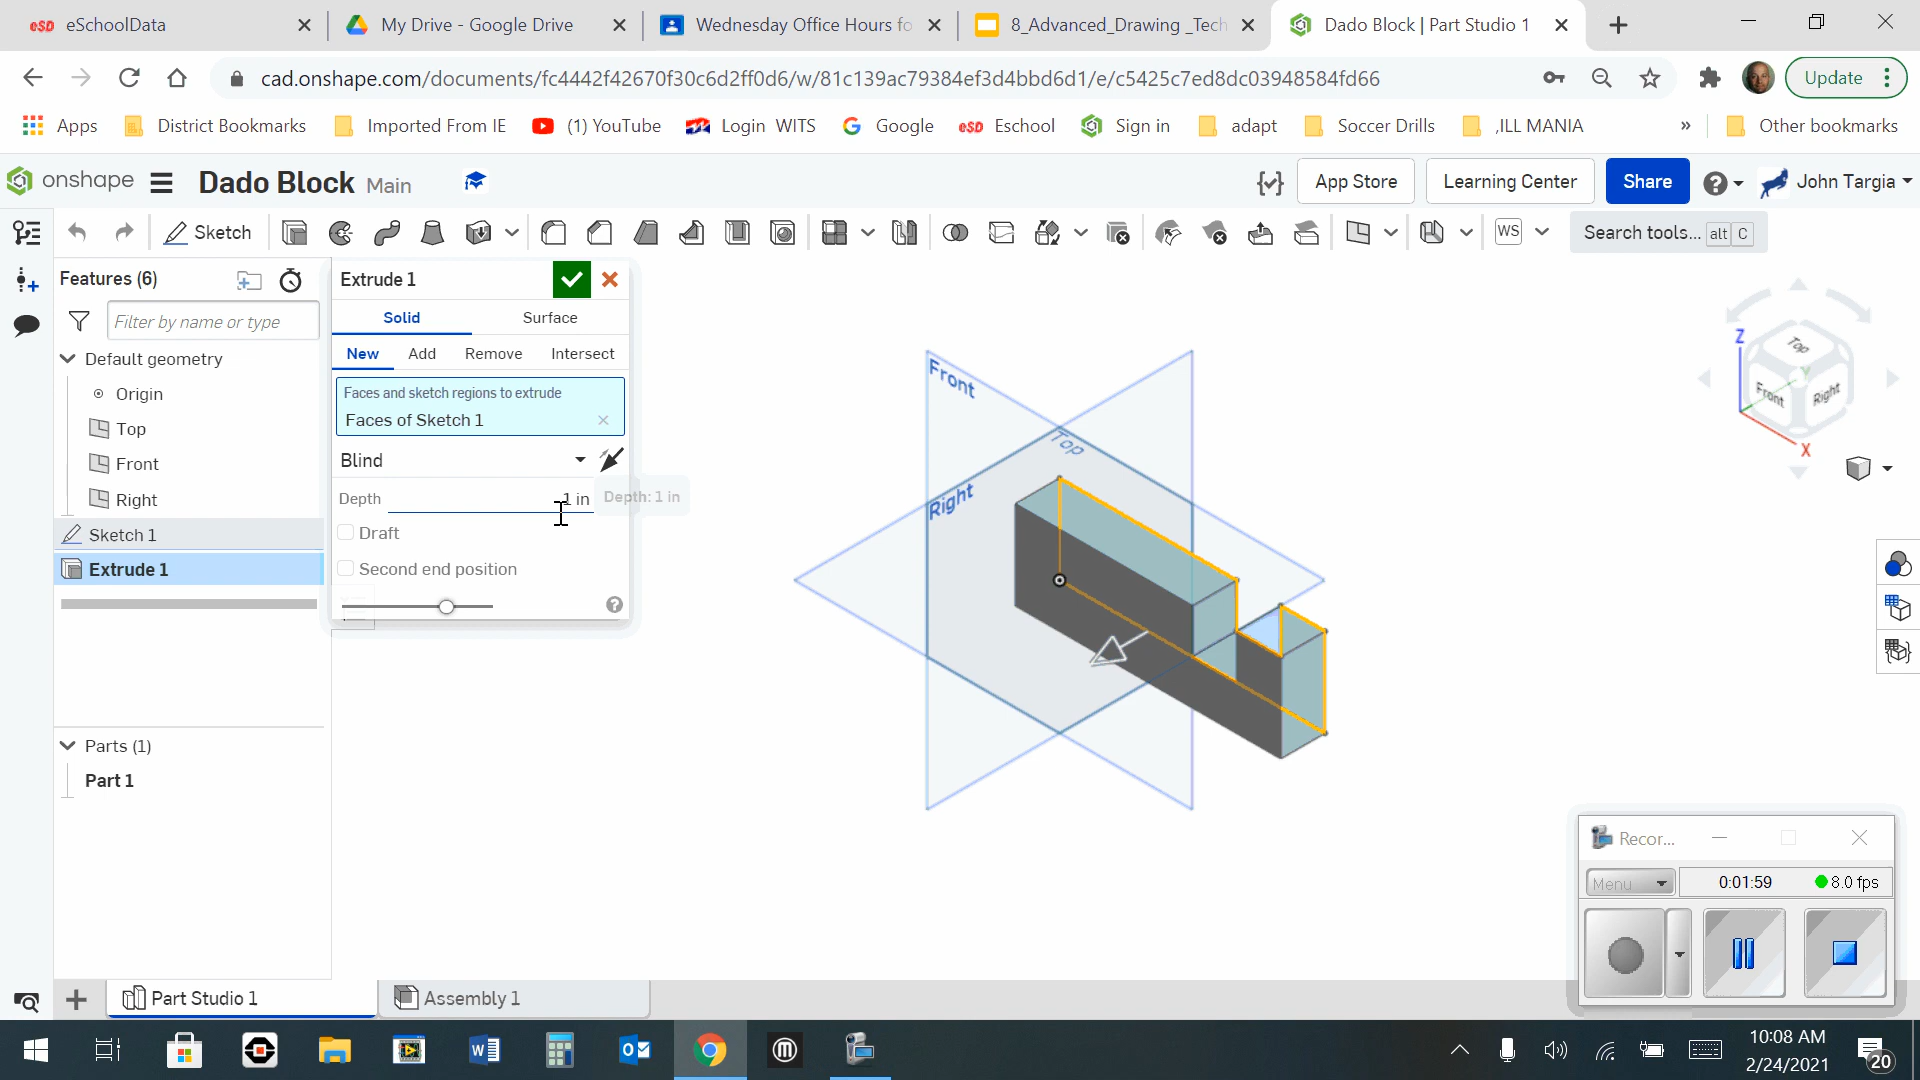 eSchoolData
My Drive - Google Drive
Wednesday Office Hours fo
8_Advanced_Drawing _Tech
Dado Block | Part Studio 1
cad.onshape.com/documents/fc4442f42670f30c6d2ff0d6/w/81c139ac79384ef3d4bbd6d1/e/c5425c7ed8dc03948584fd66
Update
Apps
District Bookmarks
Imported From IE
(1) YouTube
Login WITS
Google
esD Eschool
Sign in
adapt
Soccer Drills
,ILL MANIA
»
Other bookmarks
onshape
Dado Block Main
App Store
Learning Center
Share
John Targia
Sketch
WS
Search tools... alt C
Features (6)
Filter by name or type
Default geometry
Origin
Top
Front
Right
Sketch 1
Extrude 1
Parts (1)
Part 1
Extrude 1
Solid
Surface
New
Add
Remove
Intersect
Faces and sketch regions to extrude
Faces of Sketch 1
Blind
Depth
1 in
Depth: 1 in
Draft
Second end position
Front
Top
Right
Z
Top
Front
Right
X
Recor...
Menu
0:01:59
8.0 fps
Part Studio 1
Assembly 1
10:08 AM
2/24/2021
20